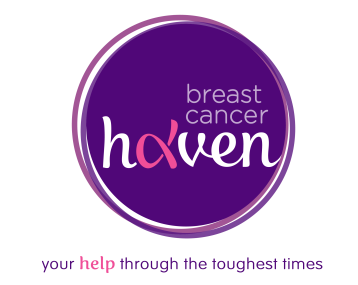 breast
cancer
haven
your help through the toughest times